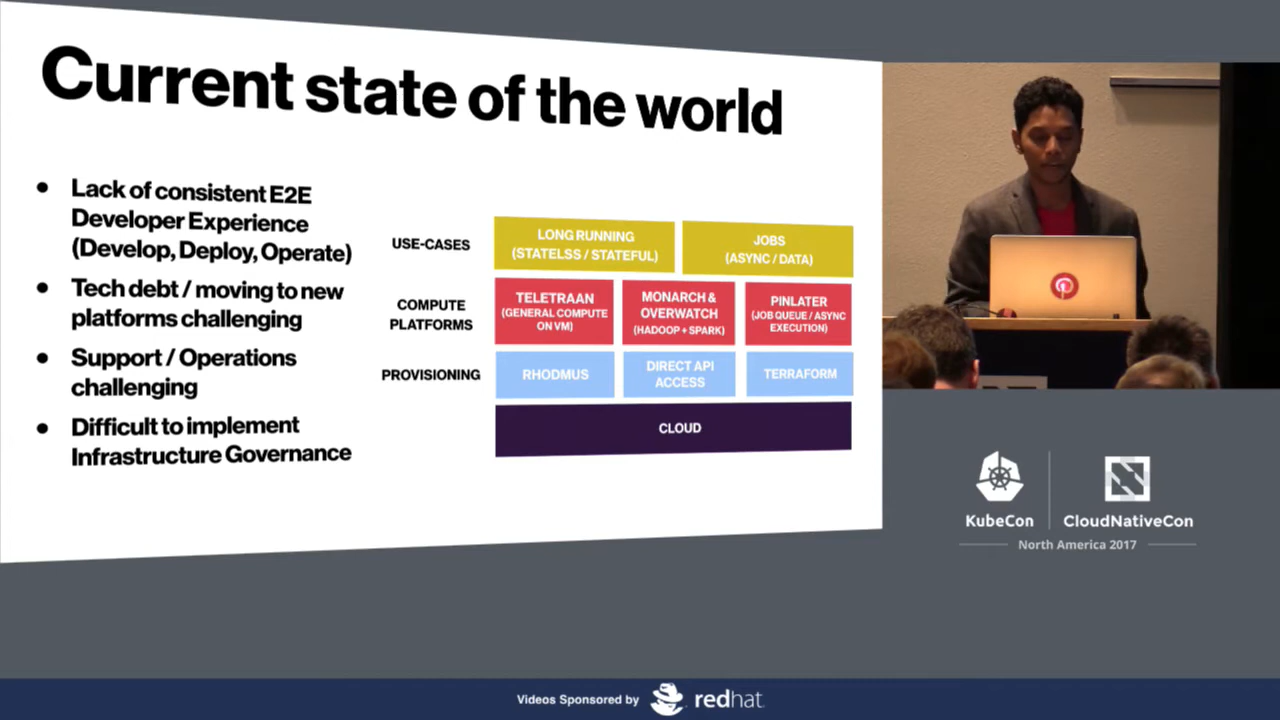 Current state of the world
• Lack of consistent E2E
Developer Experience
(Develop, Deploy, Operate)
• Tech debt / moving to new
platforms challenging
• Support / Operations
challenging
• Difficult to implement
Infrastructure Governance
USE-CASES
LONG RUNNING
(STATELSS / STATEFUL)
JOBS
(ASYNC / DATA)
COMPUTE
PLATFORMS
TELETRAAN
(GENERAL COMPUTE
ON VM)
MONARCH &
OVERWATCH
(HADOOP + SPARK)
PINLATER
(JOB QUEUE / ASYNC
EXECUTION)
PROVISIONING
RHODMUS
DIRECT API
ACCESS
TERRAFORM
CLOUD
KubeCon
CloudNativeCon
North America 2017
Videos Sponsored by
redhat